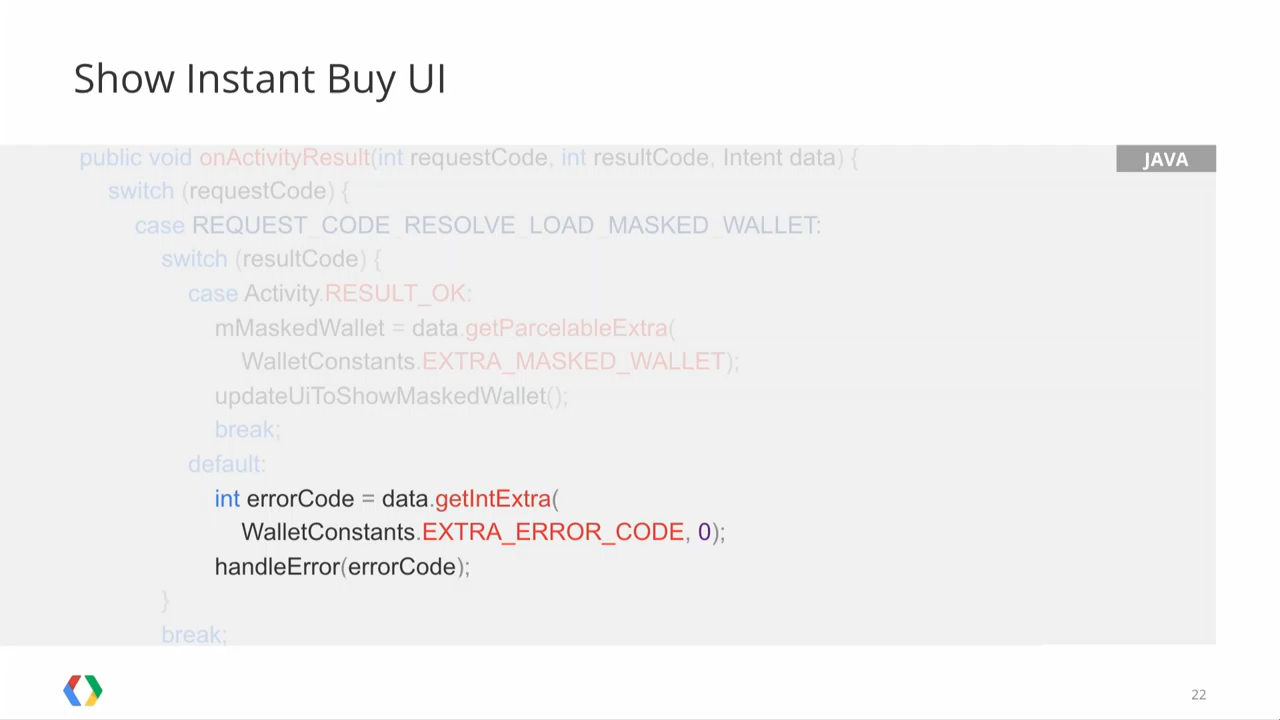 Show Instant Buy UI
public void onActivityResult(int requestCode, int resultCode, Intent data) {
JAVA
switch (requestCode) {
case REQUEST_CODE_RESOLVE_LOAD_MASKED_WALLET:
switch (resultCode) {
case Activity.RESULT_OK:
mMaskedWallet = data.getParcelableExtra(
WalletConstants.EXTRA_MASKED_WALLET);
updateUiToShowMaskedWallet();
break;
default:
int errorCode = data.getIntExtra(
WalletConstants.EXTRA_ERROR_CODE, 0);
handleError(errorCode);
}
break;
22